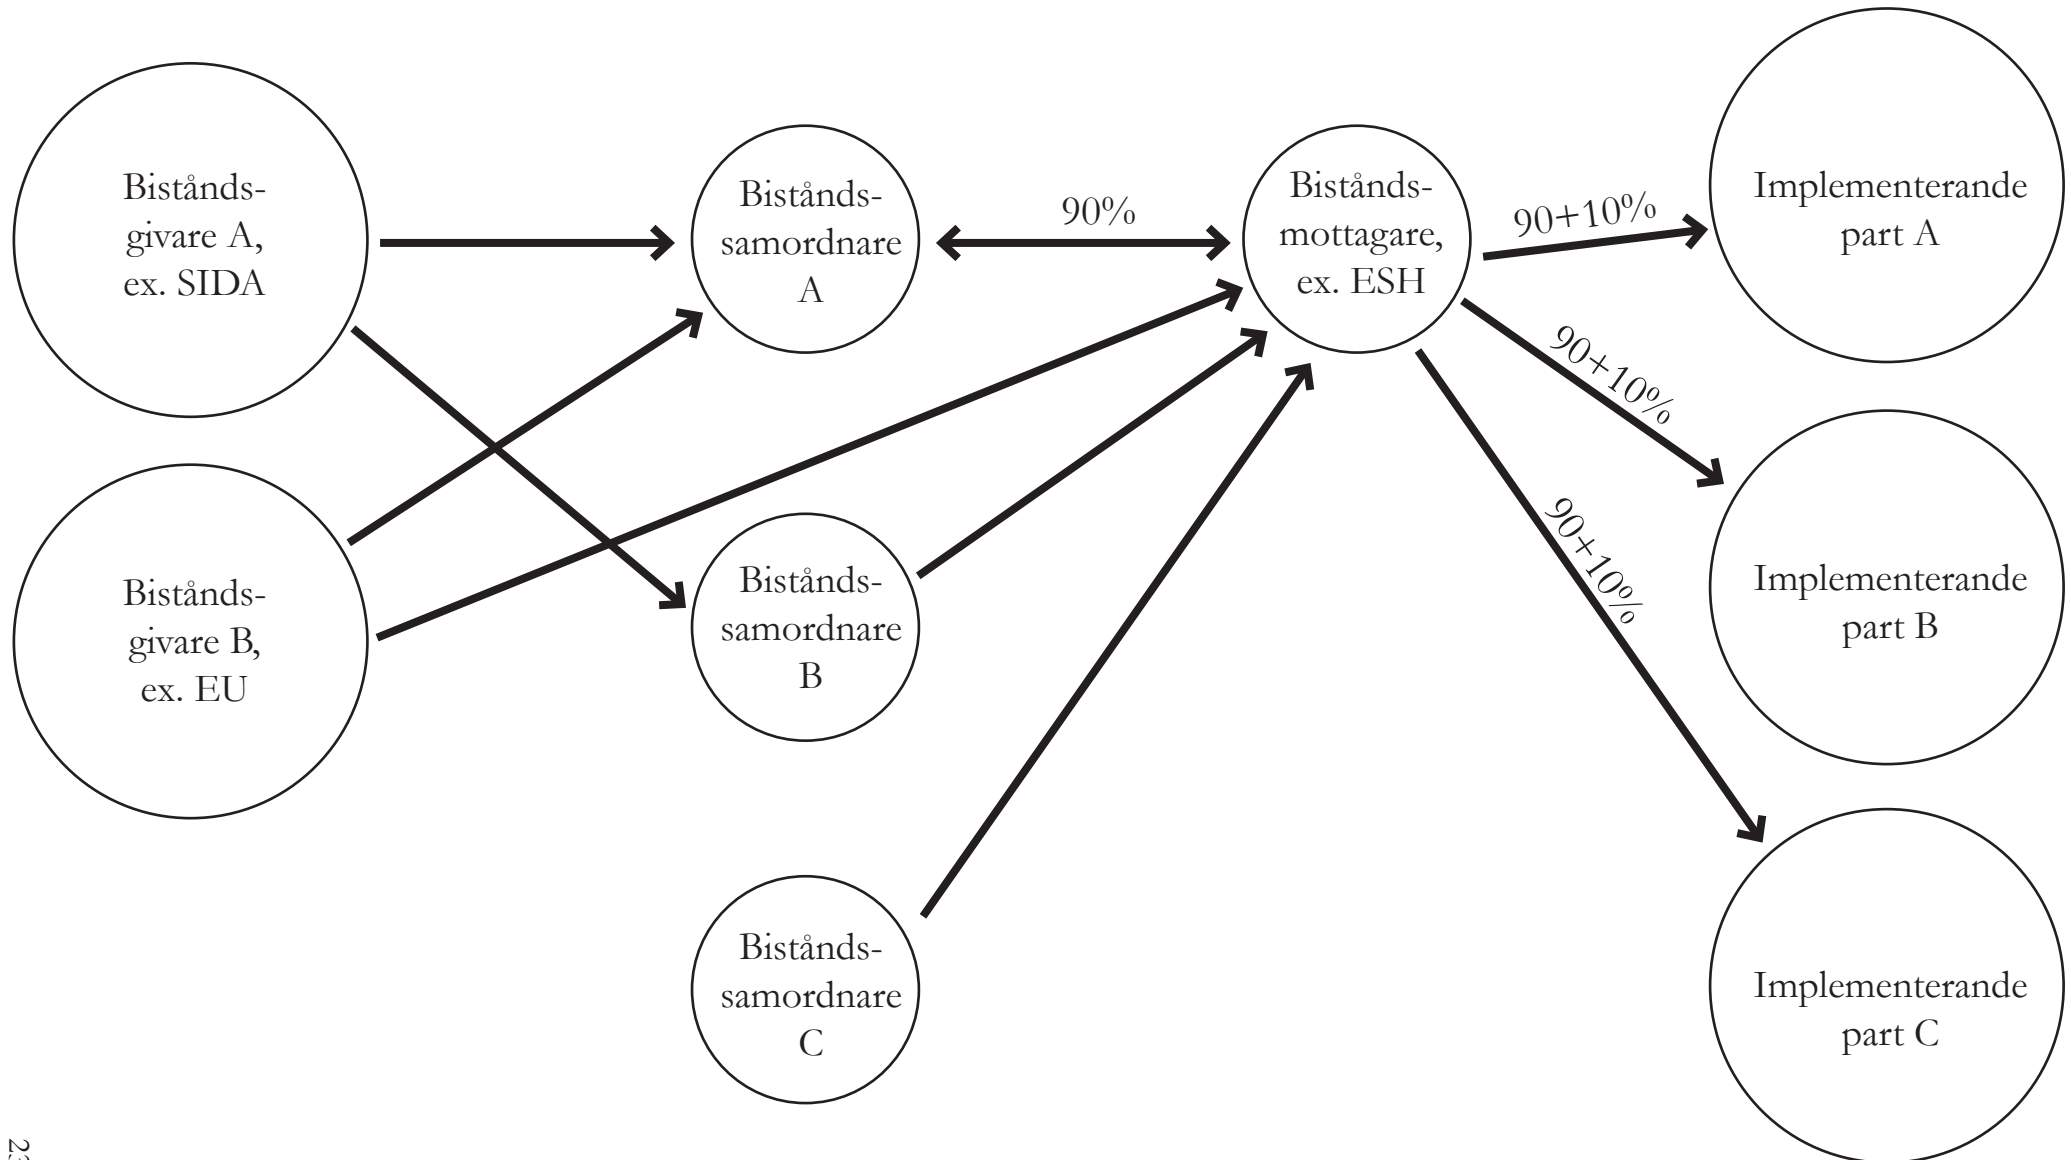 Bistånds-
givare A,
ex. SIDA
Bistånds-
givare B,
ex. EU
Bistånds-
samordnare
A
Bistånds-
samordnare
B
Bistånds-
samordnare
C
90%
Bistånds-
mottagare,
ex. ESH
90+10%
90+10%
90+10%
Implementerande
part A
Implementerande
part B
Implementerande
part C